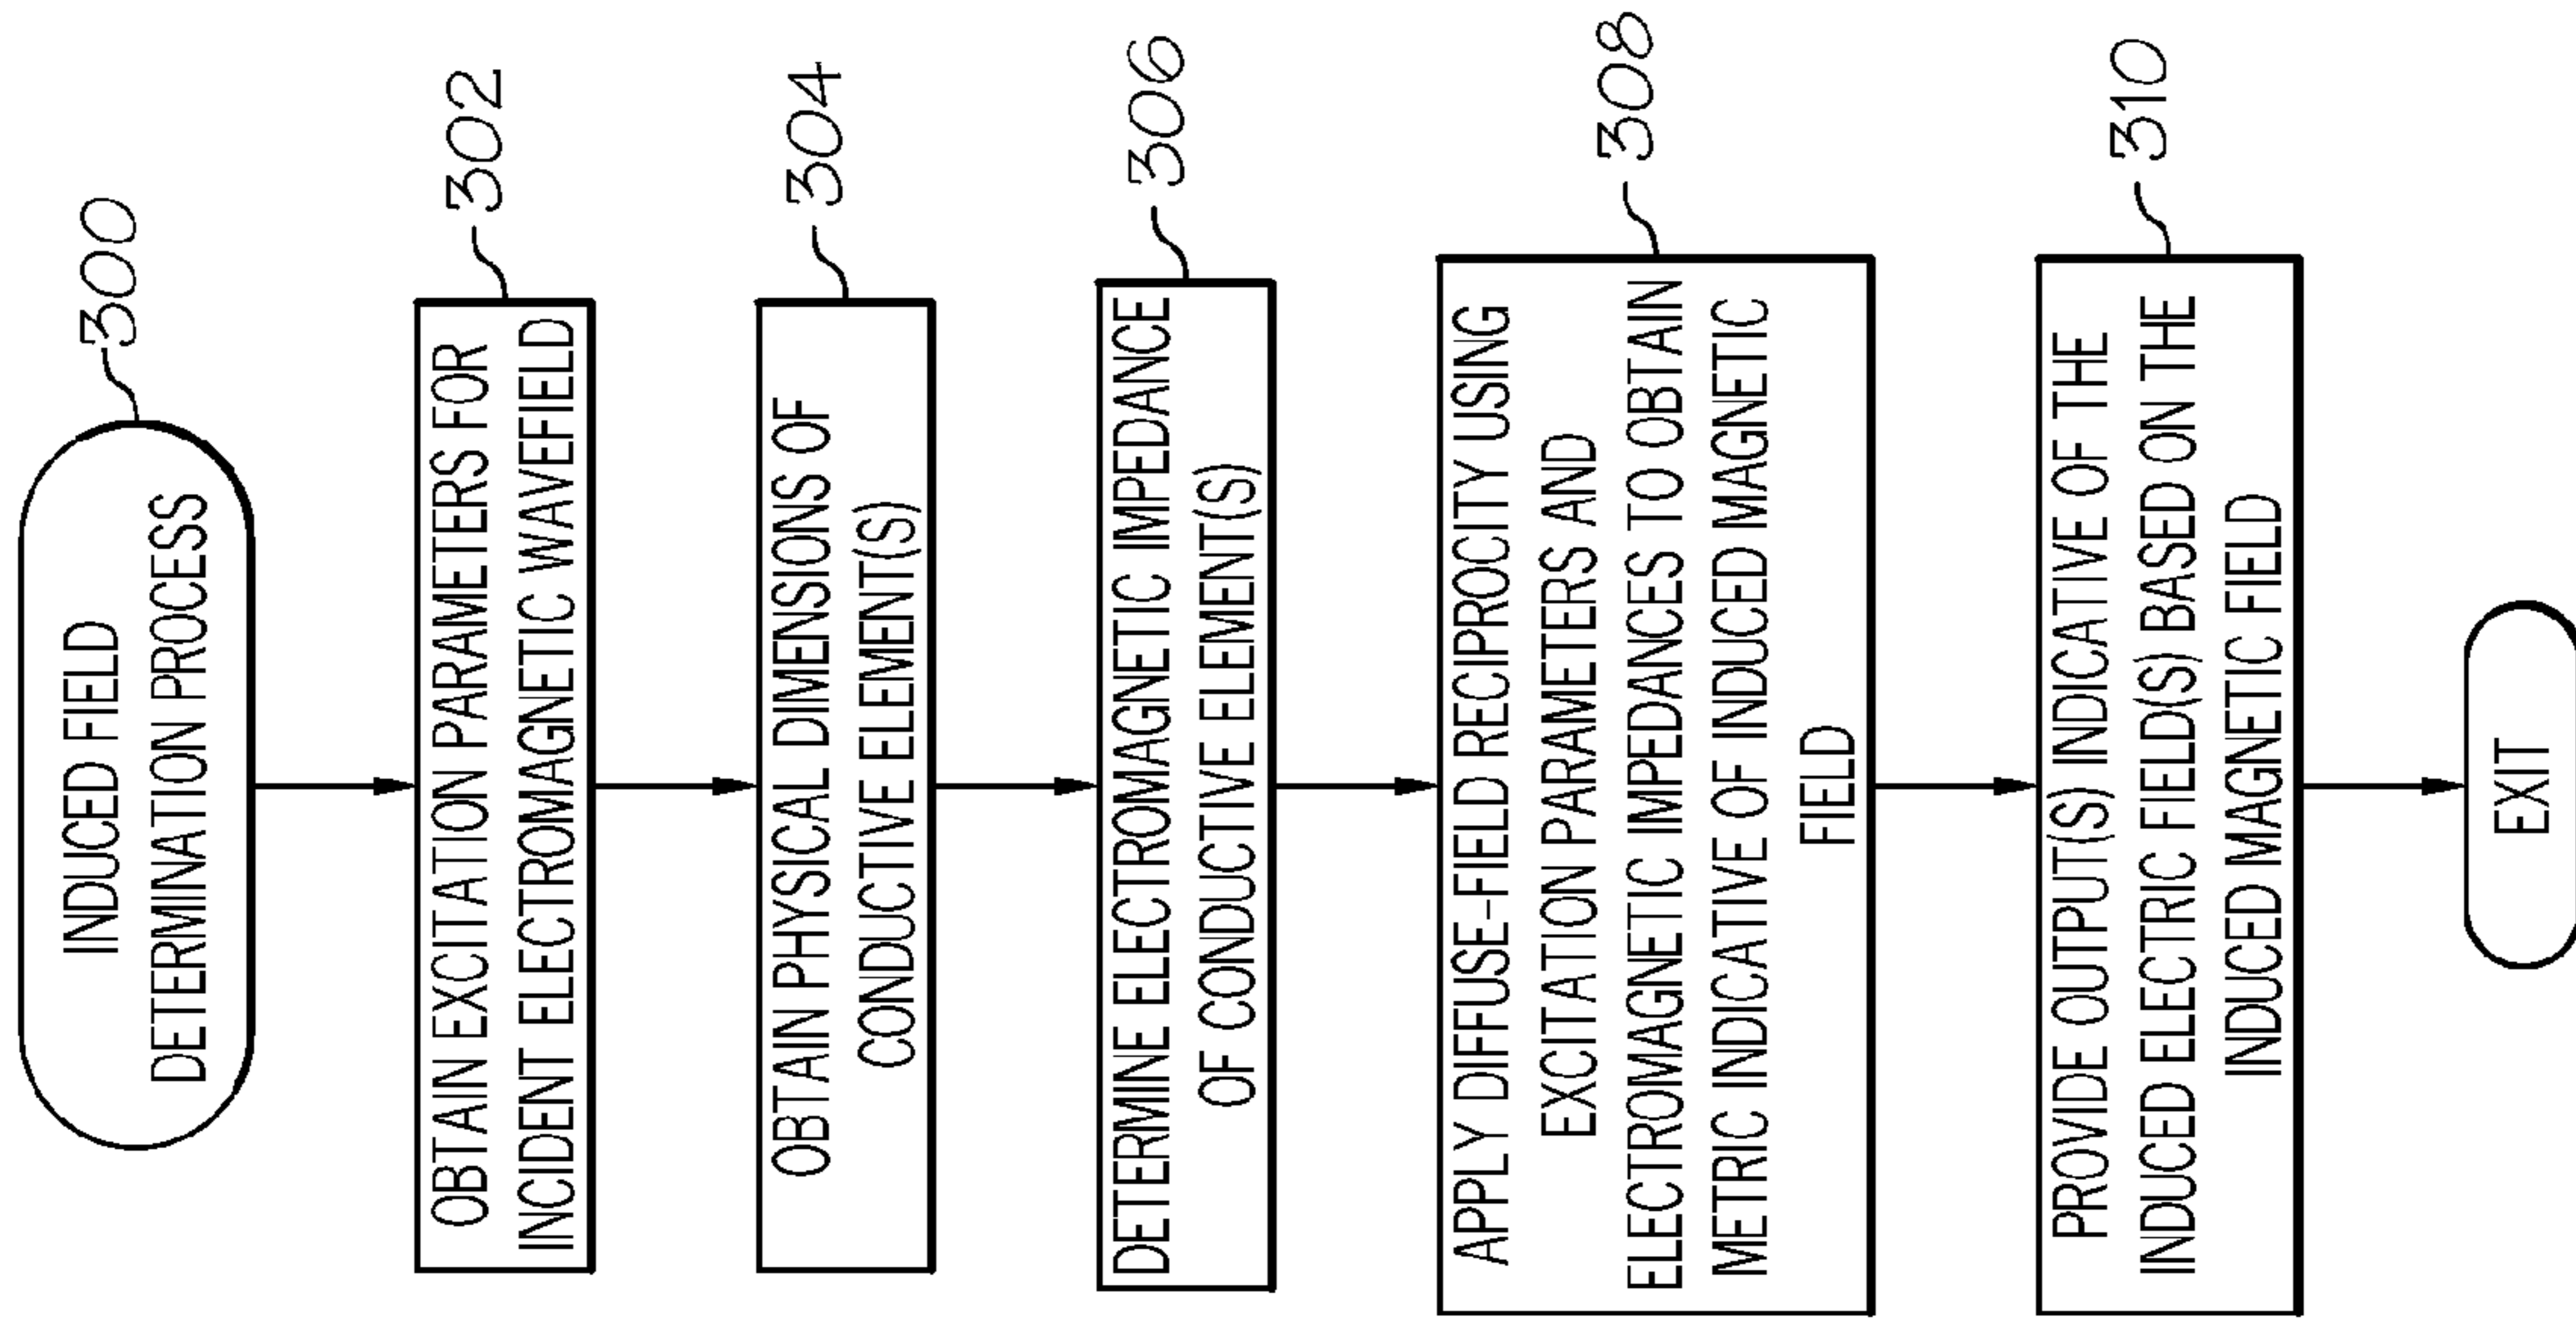 INDUCED FIELD
DETERMINATION PROCESS
300
OBTAIN EXCITATION PARAMETERS FOR
INCIDENT ELECTROMAGNETIC WAVEFIELD
302
OBTAIN PHYSICAL DIMENSIONS OF
CONDUCTIVE ELEMENT(S)
304
DETERMINE ELECTROMAGNETIC IMPEDANCE
OF CONDUCTIVE ELEMENT(S)
306
APPLY DIFFUSE-FIELD RECIPROCITY USING
EXCITATION PARAMETERS AND
ELECTROMAGNETIC IMPEDANCES TO OBTAIN
METRIC INDICATIVE OF INDUCED MAGNETIC
FIELD
308
PROVIDE OUTPUT(S) INDICATIVE OF THE
INDUCED ELECTRIC FIELD(S) BASED ON THE
INDUCED MAGNETIC FIELD
310
EXIT